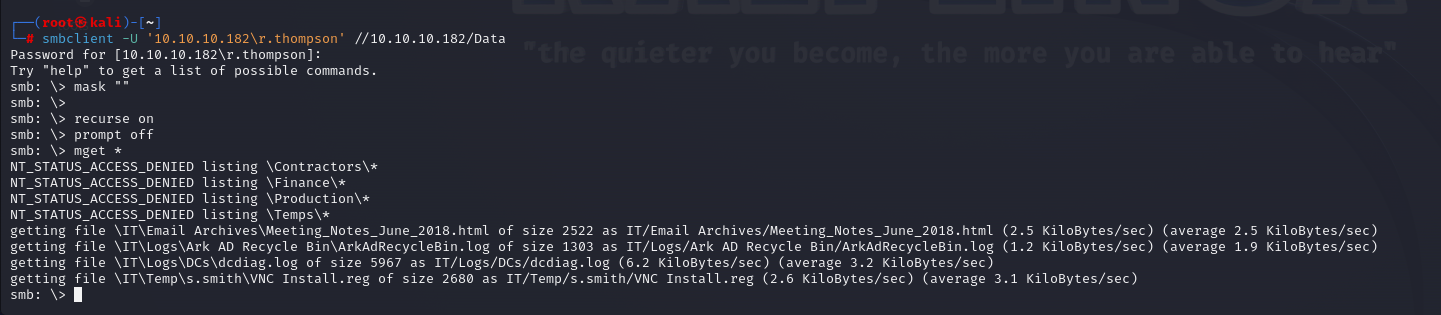 ┌──(root㉿kali)-[~]
└─# smbclient -U '10.10.10.182\r.thompson' //10.10.10.182/Data
Password for [10.10.10.182\r.thompson]:
Try "help" to get a list of possible commands.
smb: \> mask ""
smb: \>
smb: \> recurse on
smb: \> prompt off
smb: \> mget *
NT_STATUS_ACCESS_DENIED listing \Contractors\*
NT_STATUS_ACCESS_DENIED listing \Finance\*
NT_STATUS_ACCESS_DENIED listing \Production\*
NT_STATUS_ACCESS_DENIED listing \Temps\*
getting file \IT\Email Archives\Meeting_Notes_June_2018.html of size 2522 as IT/Email Archives/Meeting_Notes_June_2018.html (2.5 KiloBytes/sec) (average 2.5 KiloBytes/sec)
getting file \IT\Logs\Ark AD Recycle Bin\ArkAdRecycleBin.log of size 1303 as IT/Logs/Ark AD Recycle Bin/ArkAdRecycleBin.log (1.2 KiloBytes/sec) (average 1.9 KiloBytes/sec)
getting file \IT\Logs\DCs\dcdiag.log of size 5967 as IT/Logs/DCs/dcdiag.log (6.2 KiloBytes/sec) (average 3.2 KiloBytes/sec)
getting file \IT\Temp\s.smith\VNC Install.reg of size 2680 as IT/Temp/s.smith/VNC Install.reg (2.6 KiloBytes/sec) (average 3.1 KiloBytes/sec)
smb: \>
"the quieter you become, the more you are able to hear"